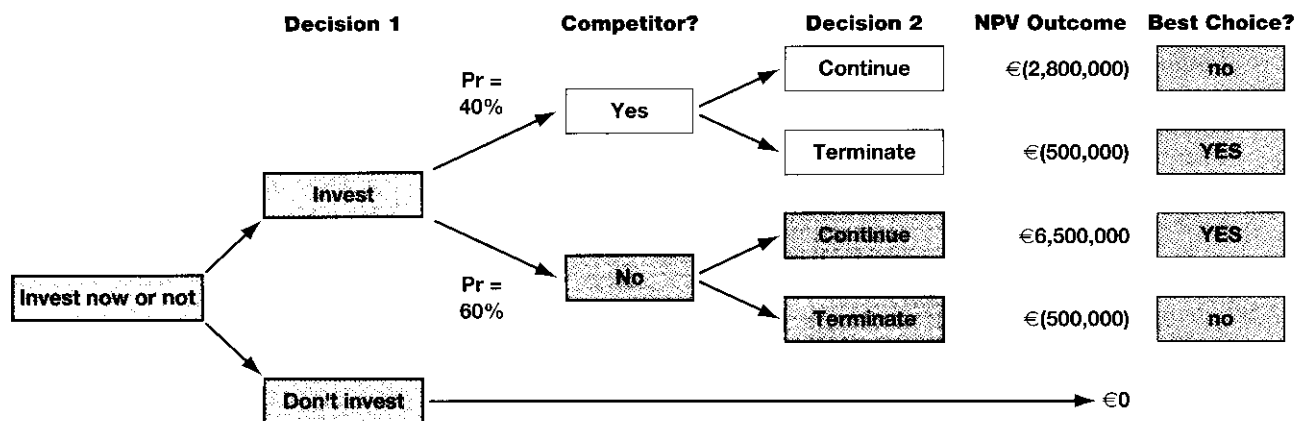 Decision 1 Competitor? Decision 2 NPV Outcome Best Choice?
Pr =
40%
Continue €(2,800,000) no
Yes
Terminate €(500,000) YES
Invest
Continue €6,500,000 YES
No
Invest now or not
Pr =
60%
Terminate €(500,000) no
Don't invest €0